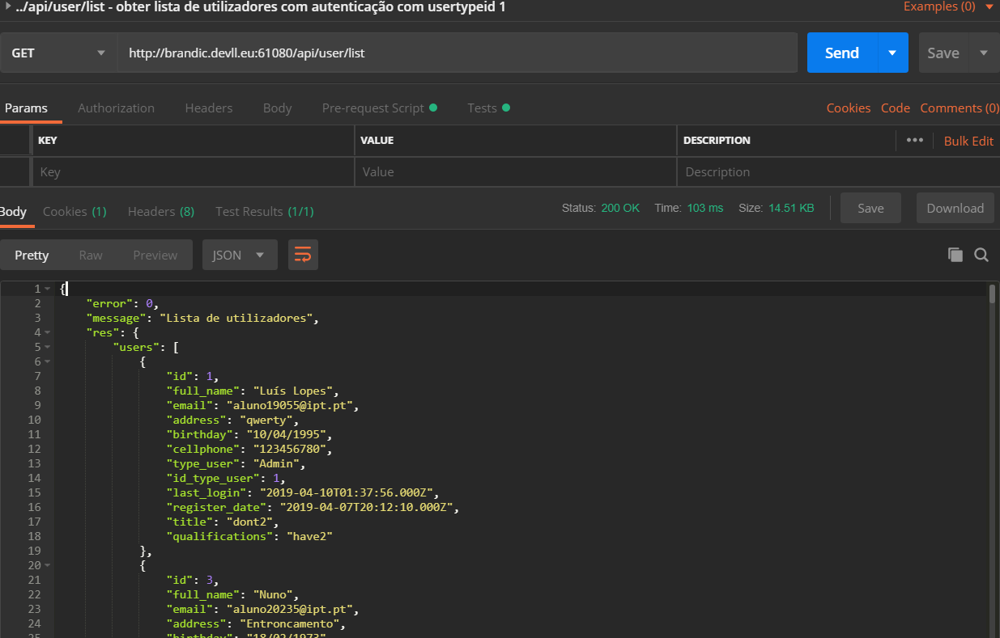 ../api/user/list - obter lista de utilizadores com autenticação com usertypeid 1 Examples (0)
GET http://brandic.devll.eu:61080/api/user/list Send Save
Params Authorization Headers Body Pre-request Script Tests Cookies Code Comments (0)
KEY VALUE DESCRIPTION ••• Bulk Edit
Key Value Description
Body Cookies (1) Headers (8) Test Results (1/1) Status: 200 OK Time: 103 ms Size: 14.51 KB Save Download
Pretty Raw Preview JSON
1 {
2 "error": 0,
3 "message": "Lista de utilizadores",
4 "res": {
5 "users": [
6 {
7 "id": 1,
8 "full_name": "Luís Lopes",
9 "email": "aluno19055@ipt.pt",
10 "address": "qwerty",
11 "birthday": "10/04/1995",
12 "cellphone": "123456780",
13 "type_user": "Admin",
14 "id_type_user": 1,
15 "last_login": "2019-04-10T01:37:56.000Z",
16 "register_date": "2019-04-07T20:12:10.000Z",
17 "title": "dont2",
18 "qualifications": "have2"
19 },
20 {
21 "id": 3,
22 "full_name": "Nuno",
23 "email": "aluno20235@ipt.pt",
24 "address": "Entroncamento",
25 "birthday": "18/02/1973"